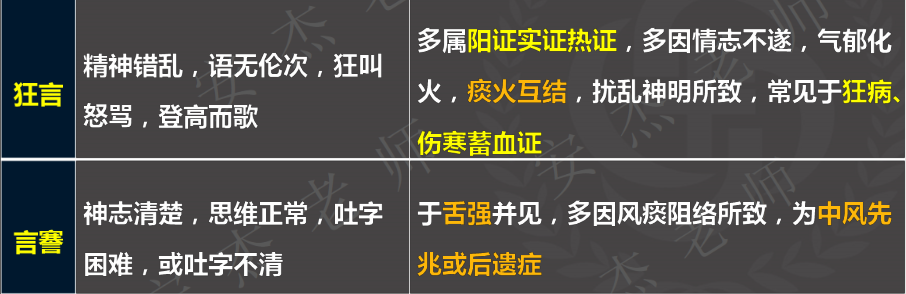 狂言
精神错乱，语无伦次，狂叫
怒骂，登高而歌
多属阳证实证热证，多因情志不遂，气郁化
火，痰火互结，扰乱神明所致，常见于狂病、
伤寒蓄血证
言謇
神志清楚，思维正常，吐字
困难，或吐字不清
于舌强并见，多因风痰阻络所致，为中风先
兆或后遗症
安杰老师